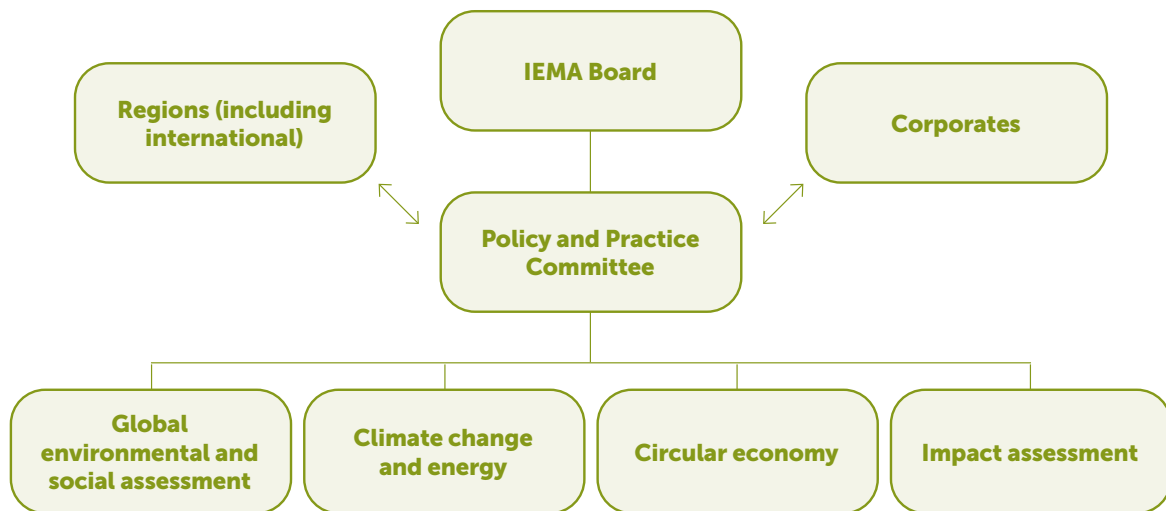 IEMA Board
Regions (including
international)
Corporates
Policy and Practice
Committee
Global
environmental and
social assessment
Climate change
and energy
Circular economy
Impact assessment